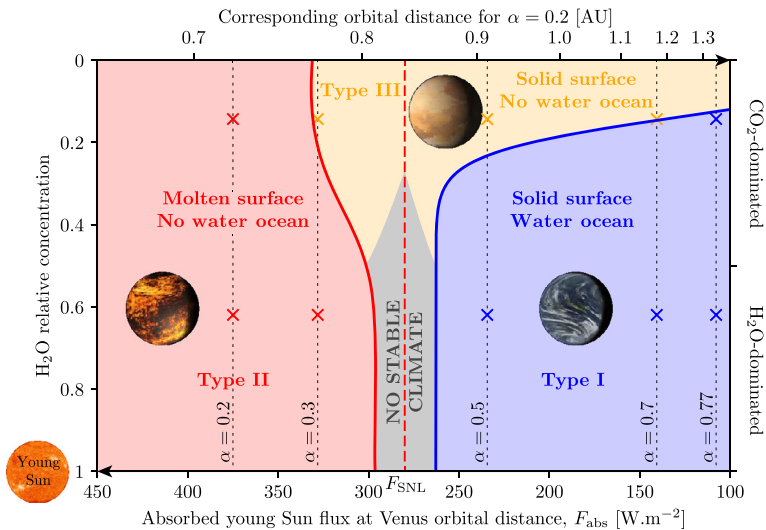 Corresponding orbital distance for α = 0.2 [AU]
0.7 0.8 0.9 1.0 1.1 1.2 1.3
0
0.2
0.4
0.6
0.8
1
H₂O relative concentration
Type III
Solid surface
No water ocean
Molten surface
No water ocean
Solid surface
Water ocean
Type II
Type I
NO STABLE
CLIMATE
α = 0.2
α = 0.3
α = 0.5
α = 0.7
α = 0.77
CO₂-dominated
H₂O-dominated
Young
Sun
450 400 350 300 250 200 150 100
F_SNL
Absorbed young Sun flux at Venus orbital distance, F_abs [W.m⁻²]